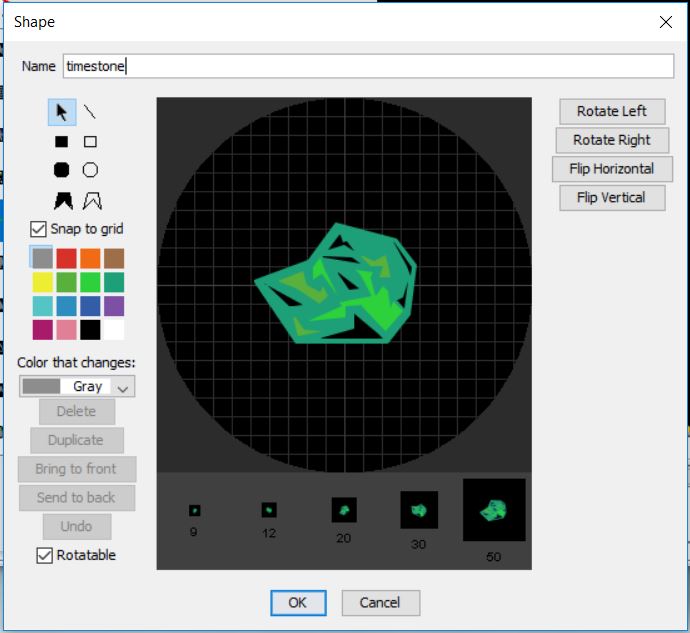 Shape
Name timestone
Rotate Left
Rotate Right
Flip Horizontal
Flip Vertical
Snap to grid
Color that changes:
Gray
Delete
Duplicate
Bring to front
Send to back
Undo
Rotatable
9 12 20 30 50
OK Cancel